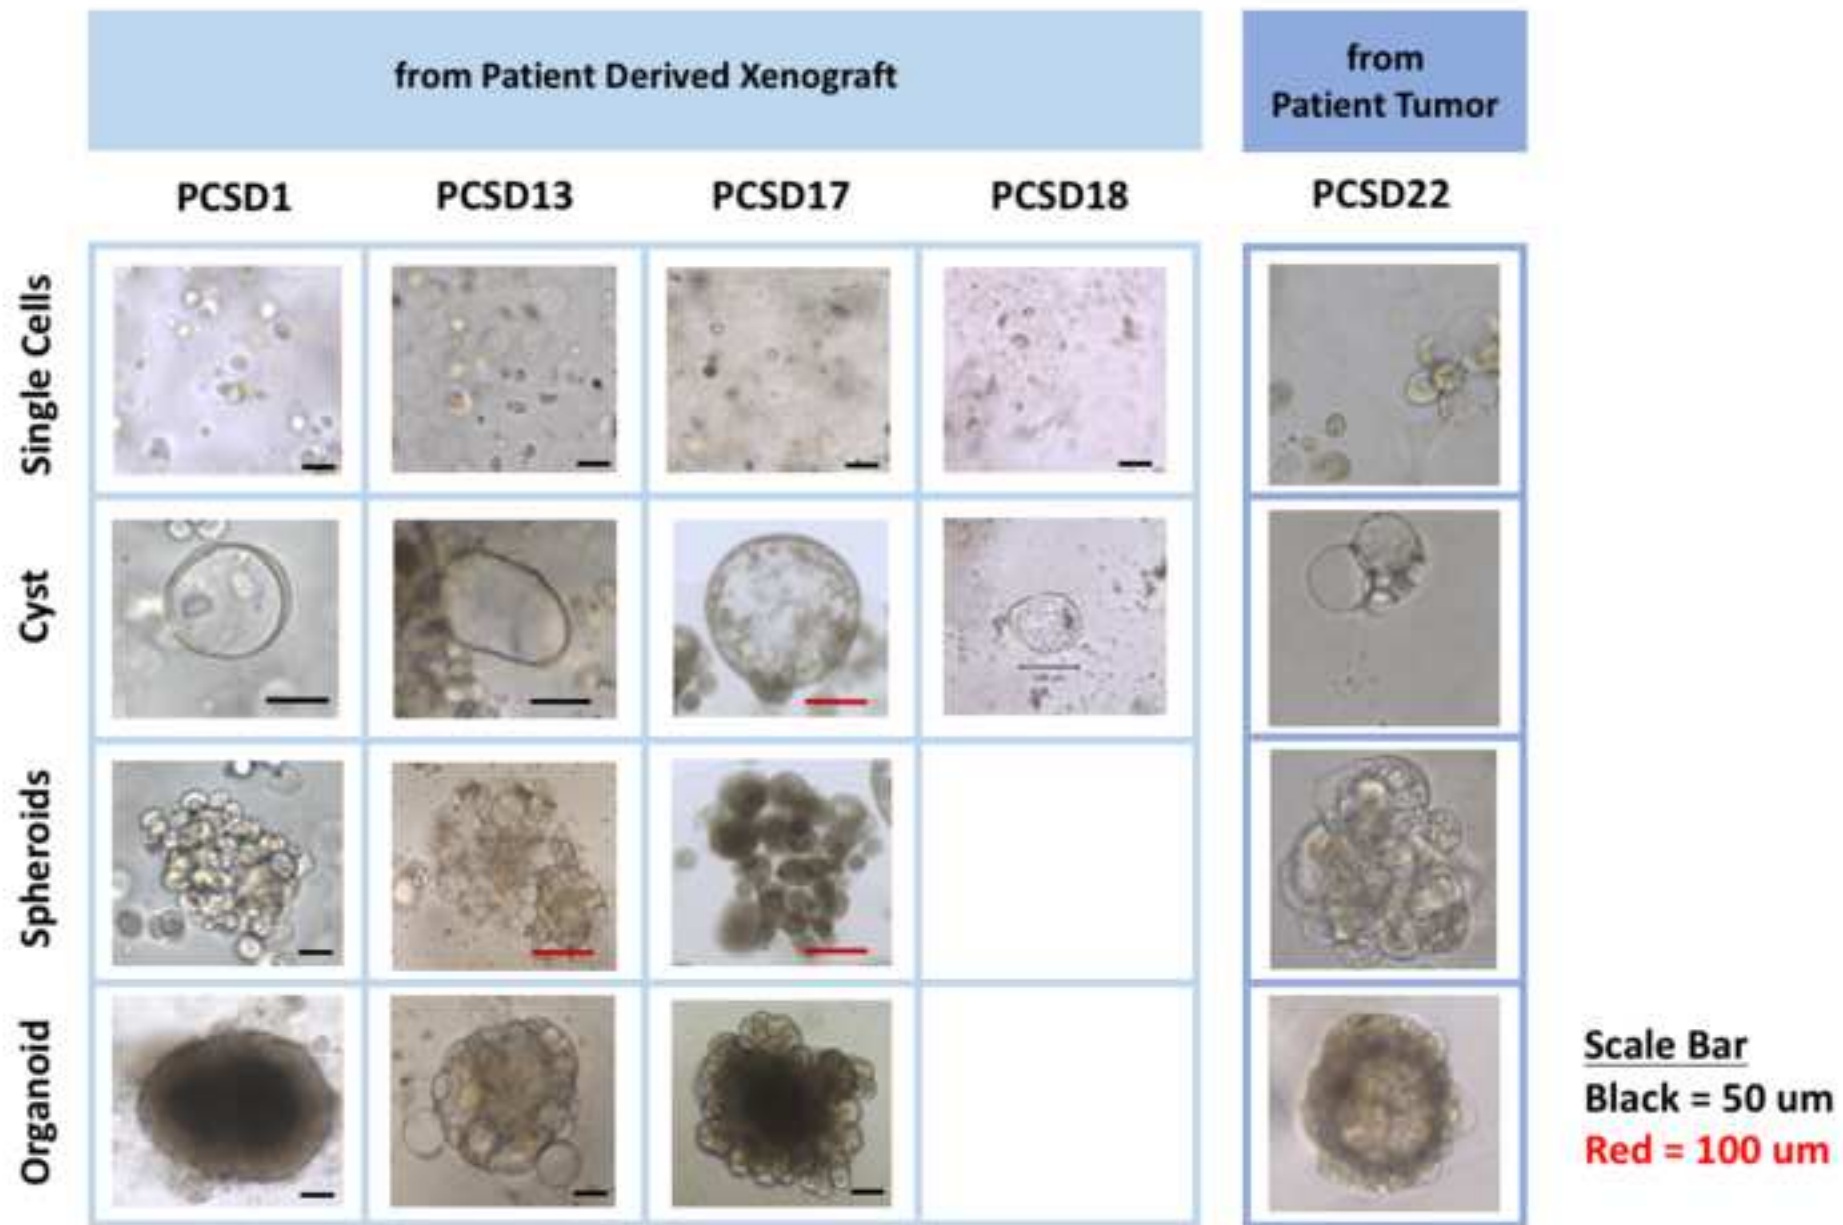 from Patient Derived Xenograft
from
Patient Tumor
PCSD1
PCSD13
PCSD17
PCSD18
PCSD22
Single Cells
Cyst
Spheroids
Organoid
Scale Bar
Black = 50 um
Red = 100 um